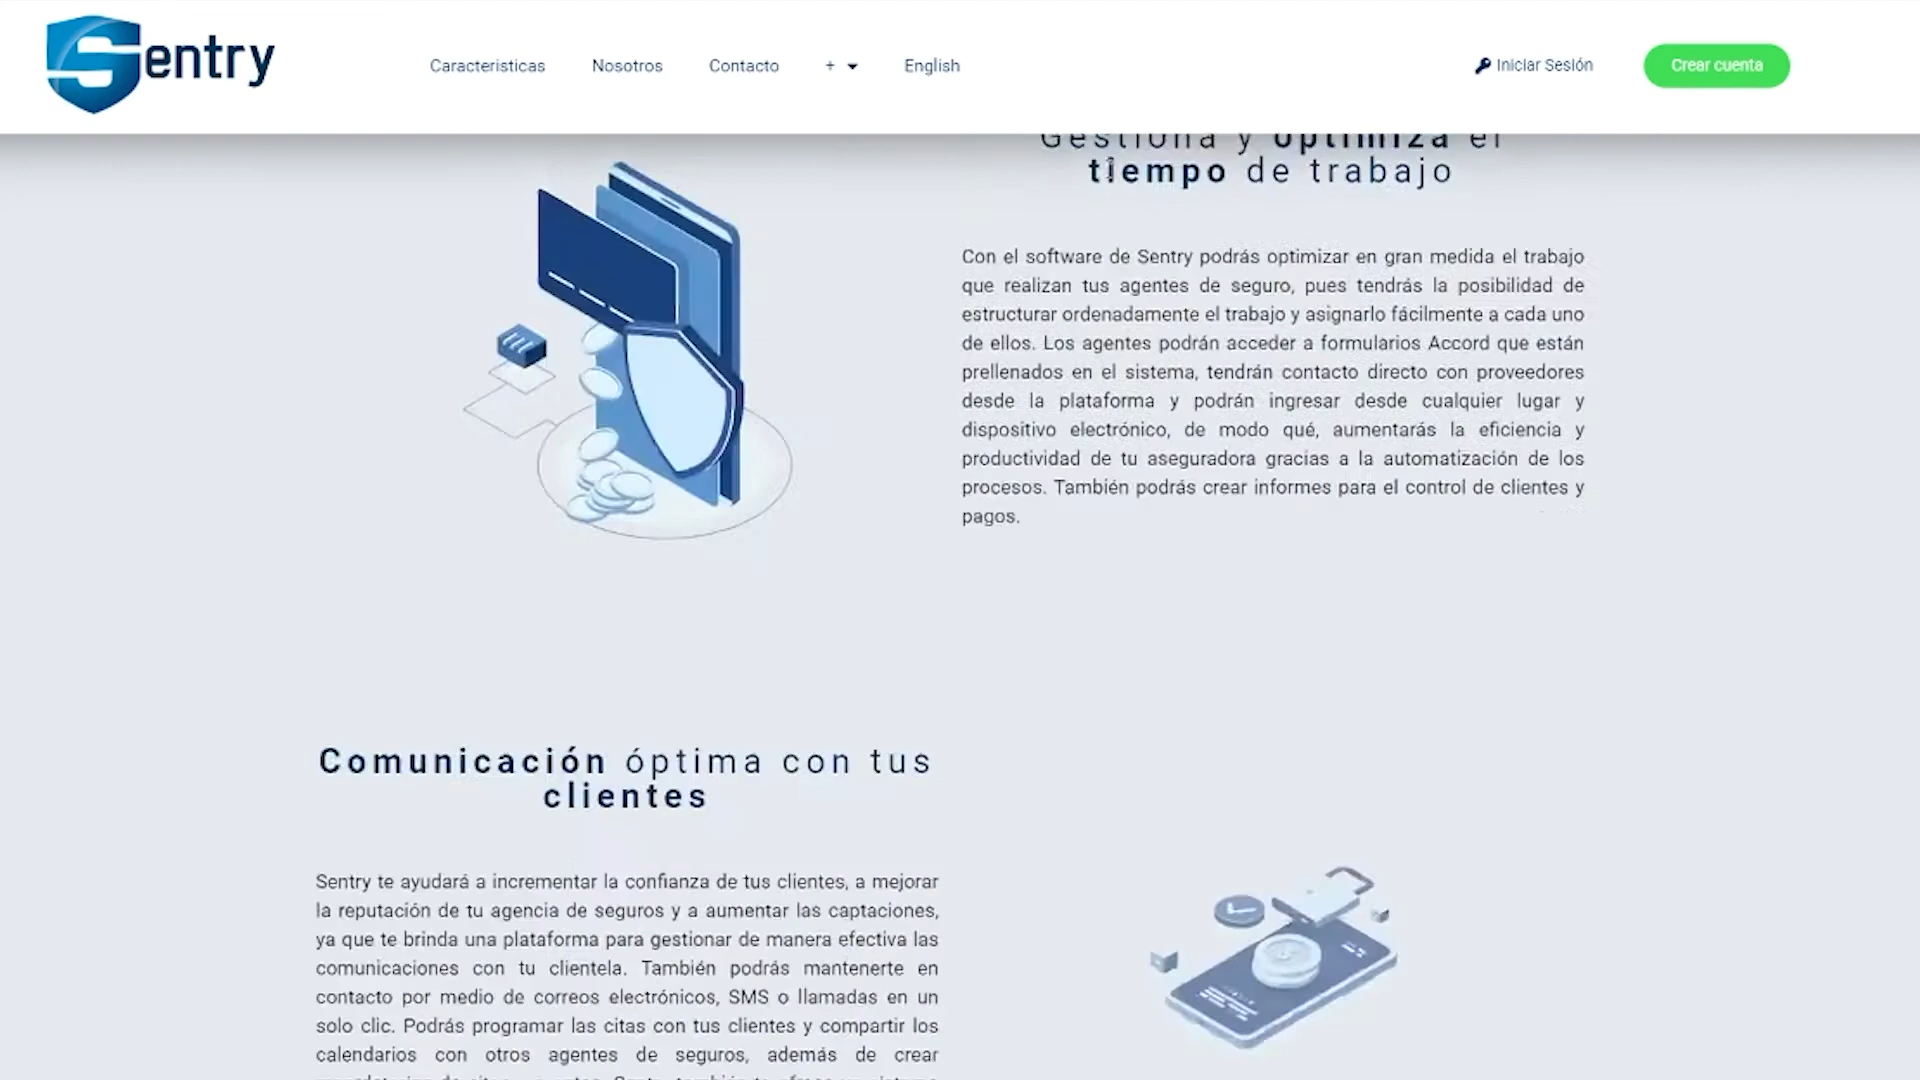 Sentry
Caracteristicas
Nosotros
Contacto
+
English
Iniciar Sesión
Crear cuenta
Gestiona y optimiza el
tiempo de trabajo
Con el software de Sentry podrás optimizar en gran medida el trabajo
que realizan tus agentes de seguro, pues tendrás la posibilidad de
estructurar ordenadamente el trabajo y asignarlo fácilmente a cada uno
de ellos. Los agentes podrán acceder a formularios Accord que están
prellenados en el sistema, tendrán contacto directo con proveedores
desde la plataforma y podrán ingresar desde cualquier lugar y
dispositivo electrónico, de modo qué, aumentarás la eficiencia y
productividad de tu aseguradora gracias a la automatización de los
procesos. También podrás crear informes para el control de clientes y
pagos.
Comunicación óptima con tus
clientes
Sentry te ayudará a incrementar la confianza de tus clientes, a mejorar
la reputación de tu agencia de seguros y a aumentar las captaciones,
ya que te brinda una plataforma para gestionar de manera efectiva las
comunicaciones con tu clientela. También podrás mantenerte en
contacto por medio de correos electrónicos, SMS o llamadas en un
solo clic. Podrás programar las citas con tus clientes y compartir los
calendarios con otros agentes de seguros, además de crear